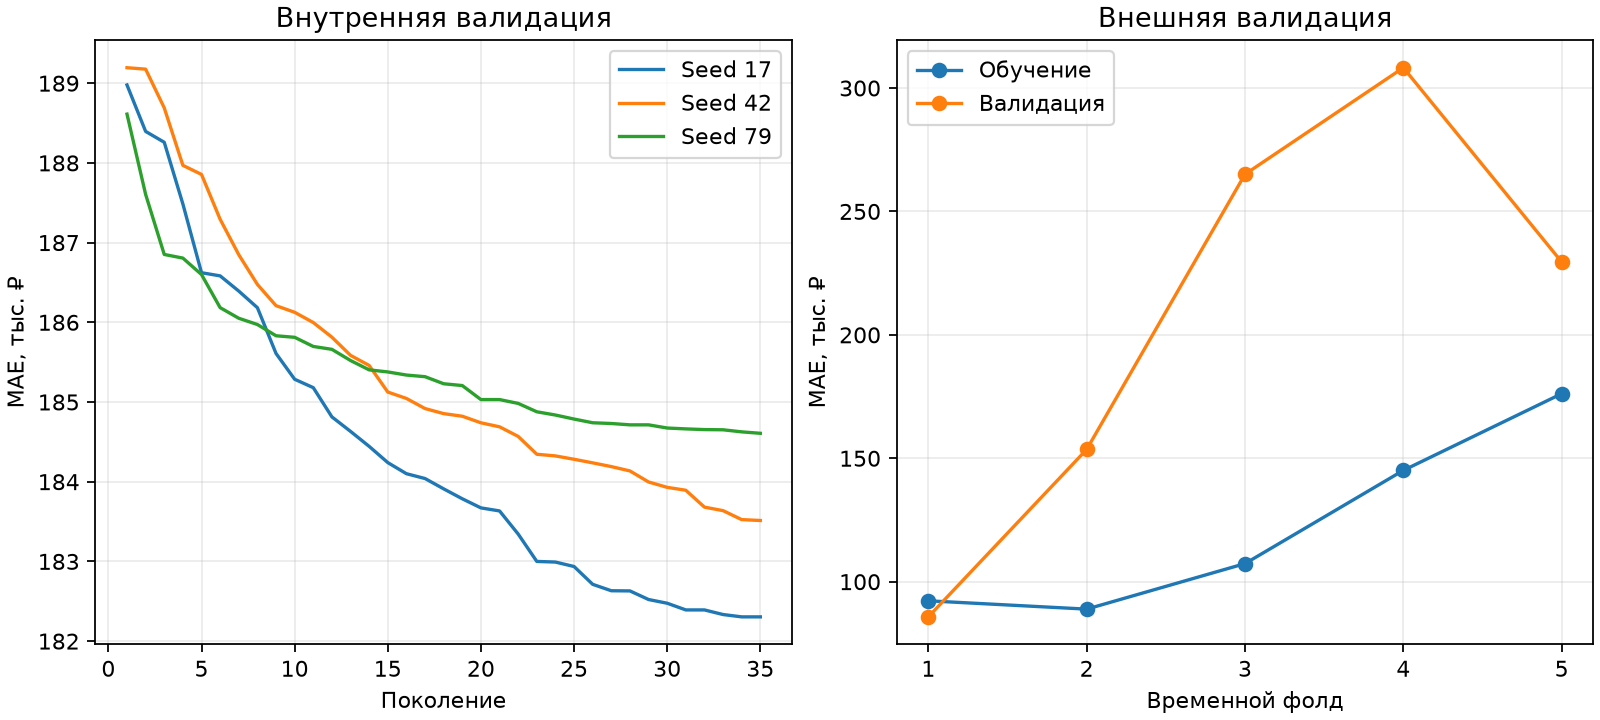 Внутренняя валидация
MAE, тыс. ₽
189
188
187
186
185
184
183
182
0 5 10 15 20 25 30 35
Поколение
Seed 17
Seed 42
Seed 79
Внешняя валидация
MAE, тыс. ₽
300
250
200
150
100
1 2 3 4 5
Временной фолд
Обучение
Валидация